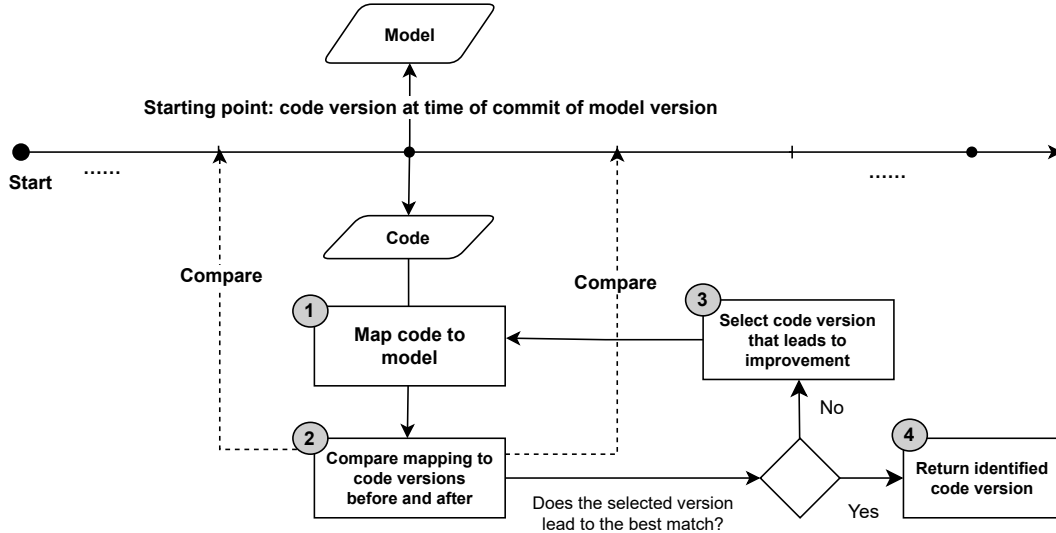 Model
Starting point: code version at time of commit of model version
Start
......
......
Code
Compare
Compare
1
Map code to
model
3
Select code version
that leads to
improvement
No
2
Compare mapping to
code versions
before and after
Does the selected version
lead to the best match?
Yes
4
Return identified
code version